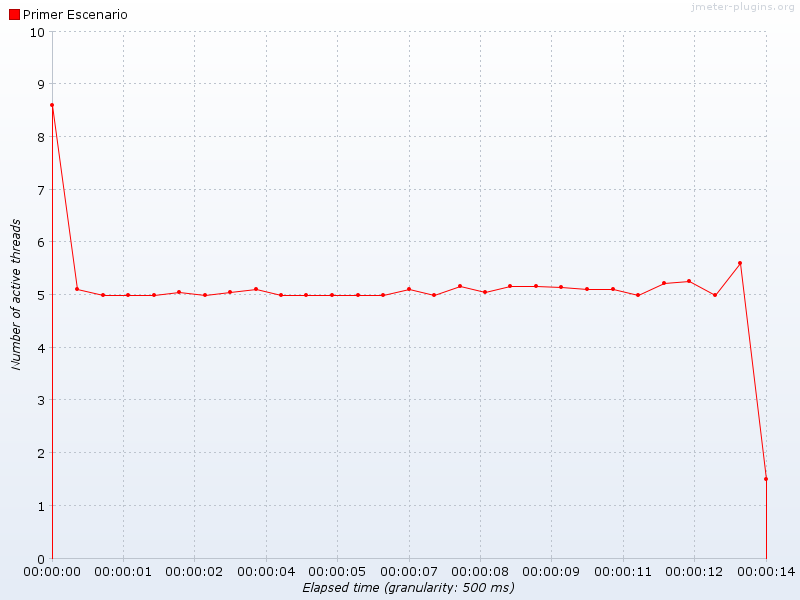 jmeter-plugins.org
Primer Escenario
10
9
8
7
6
5
4
3
2
1
0
Number of active threads
00:00:00 00:00:01 00:00:02 00:00:04 00:00:05 00:00:07 00:00:08 00:00:09 00:00:11 00:00:12 00:00:14
Elapsed time (granularity: 500 ms)